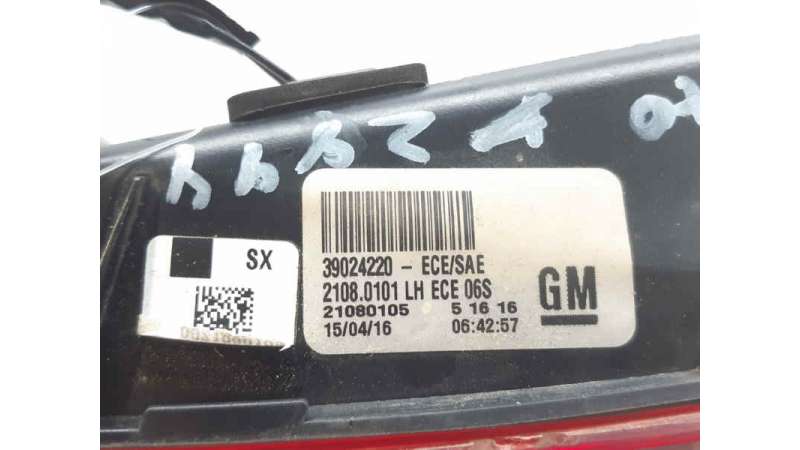 SX
39024220 - ECE/SAE
2108.0101 LH ECE 06S
21080105 5 16 16
15/04/16 06:42:57
GM